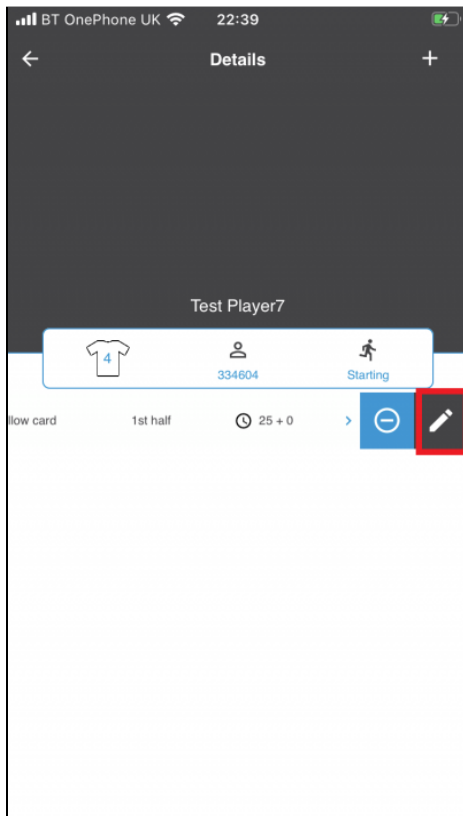 BT OnePhone UK 22:39
Details
Test Player7
4
334604 Starting
llow card 1st half 25 + 0